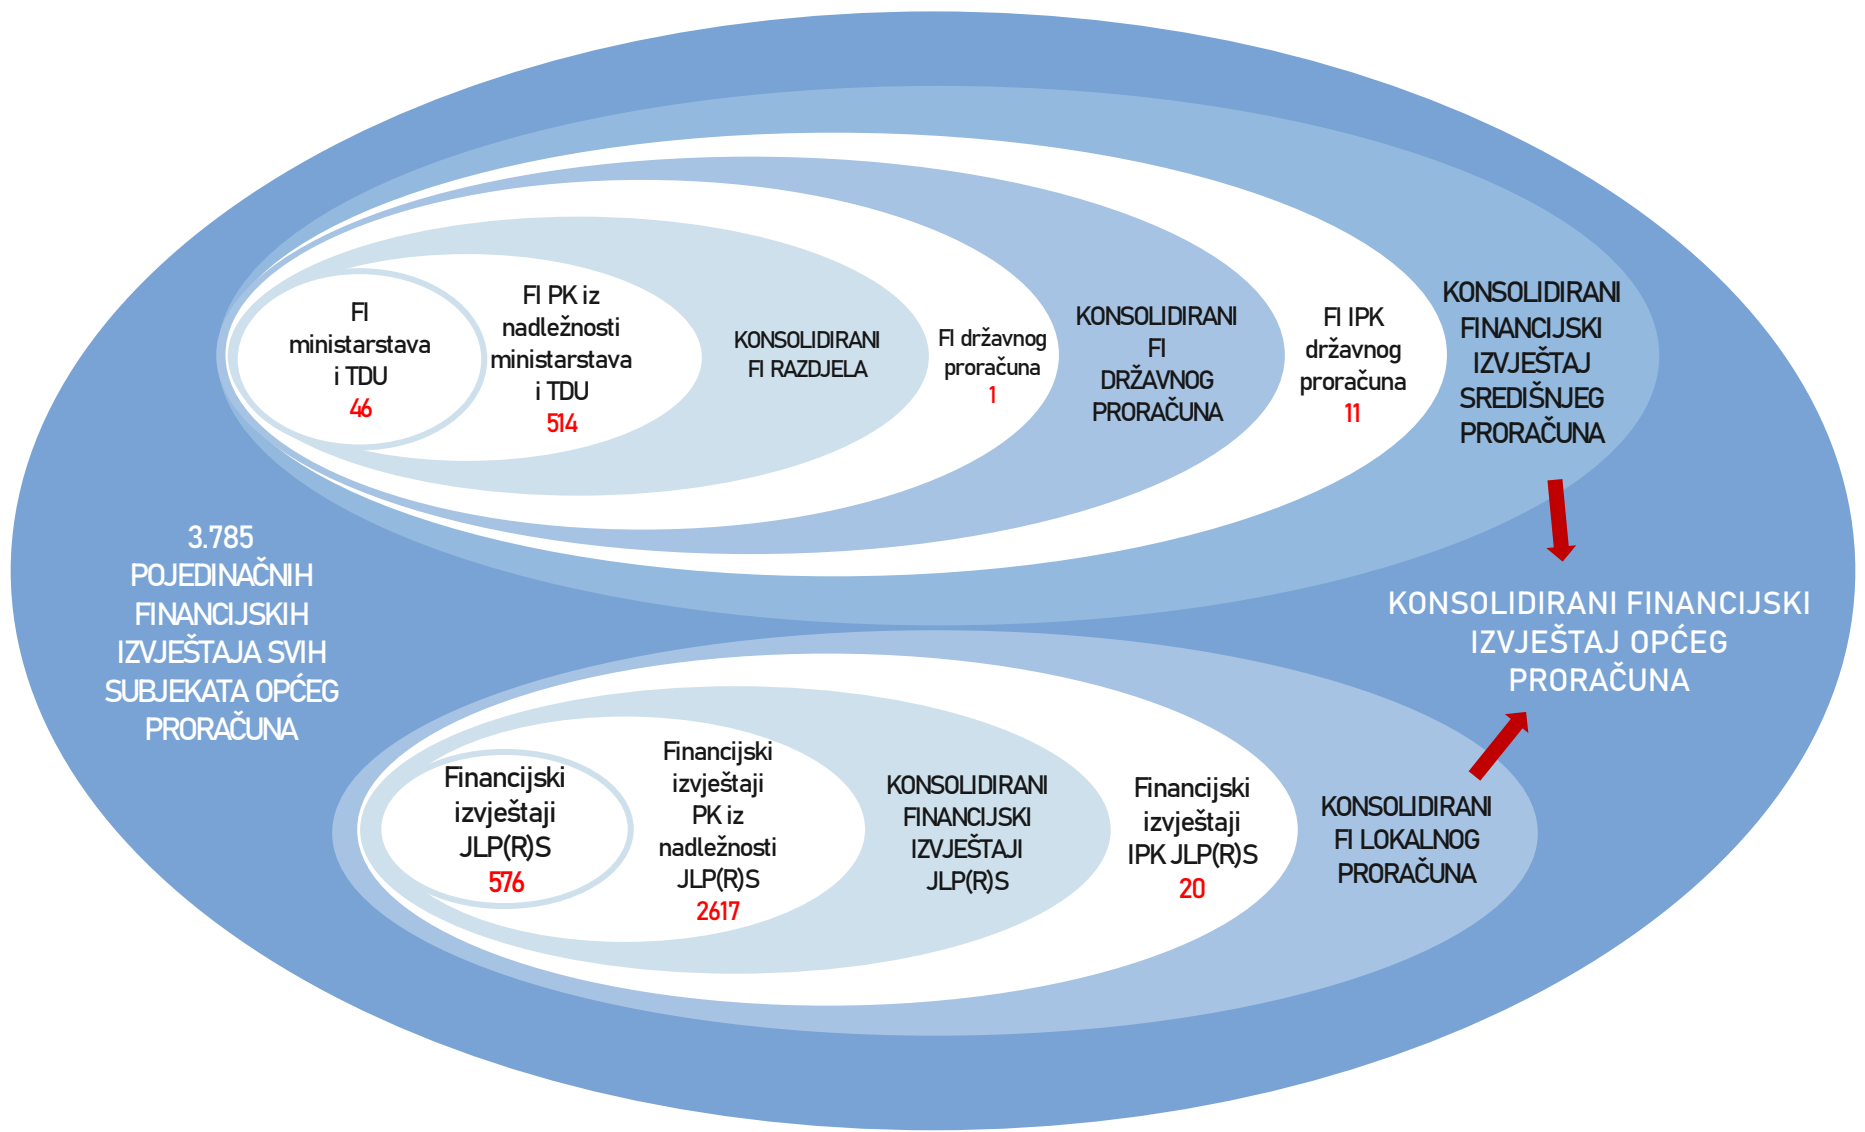 FI
ministarstava
i TDU
46
FI PK iz
nadležnosti
ministarstava
i TDU
514
KONSOLIDIRANI
FI RAZDJELA
FI državnog
proračuna
1
KONSOLIDIRANI
FI
DRŽAVNOG
PRORAČUNA
FI IPK
državnog
proračuna
11
KONSOLIDIRANI
FINANCIJSKI
IZVJEŠTAJ
SREDIŠNJEG
PRORAČUNA
3.785
POJEDINAČNIH
FINANCIJSKIH
IZVJEŠTAJA SVIH
SUBJEKATA OPĆEG
PRORAČUNA
KONSOLIDIRANI FINANCIJSKI
IZVJEŠTAJ OPĆEG
PRORAČUNA
Financijski
izvještaji
JLP(R)S
576
Financijski
izvještaji
PK iz
nadležnosti
JLP(R)S
2617
KONSOLIDIRANI
FINANCIJSKI
IZVJEŠTAJI
JLP(R)S
Financijski
izvještaji
IPK JLP(R)S
20
KONSOLIDIRANI
FI LOKALNOG
PRORAČUNA